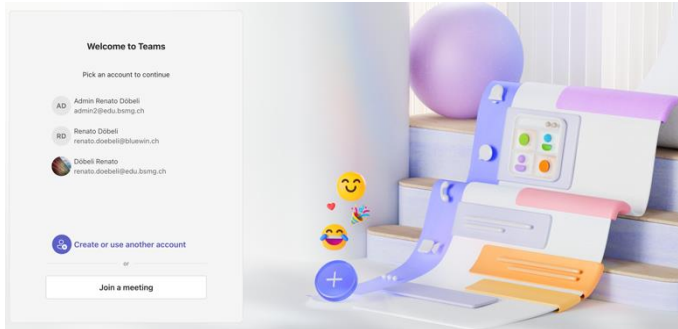 Welcome to Teams
Pick an account to continue
AD
Admin Renato Döbeli
admin2@edu.bsmg.ch
RD
Renato Döbeli
renato.doebeli@bluewin.ch
Döbeli Renato
renato.doebeli@edu.bsmg.ch
Create or use another account
or
Join a meeting